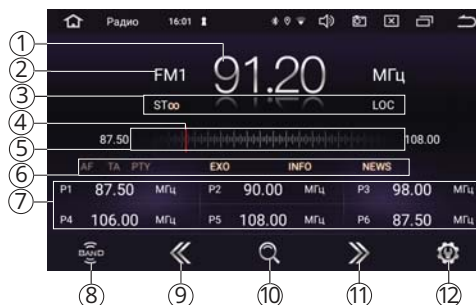 Радио 16:01
① 91.20
② FM1 МГц
③ ST LOC
④
⑤ 87.50 108.00
⑥ AF TA PTY EXO INFO NEWS
⑦ P1 87.50 МГц P2 90.00 МГц P3 98.00 МГц
P4 106.00 МГц P5 108.00 МГц P6 87.50 МГц
BAND
⑧ ⑨ ⑩ ⑪ ⑫